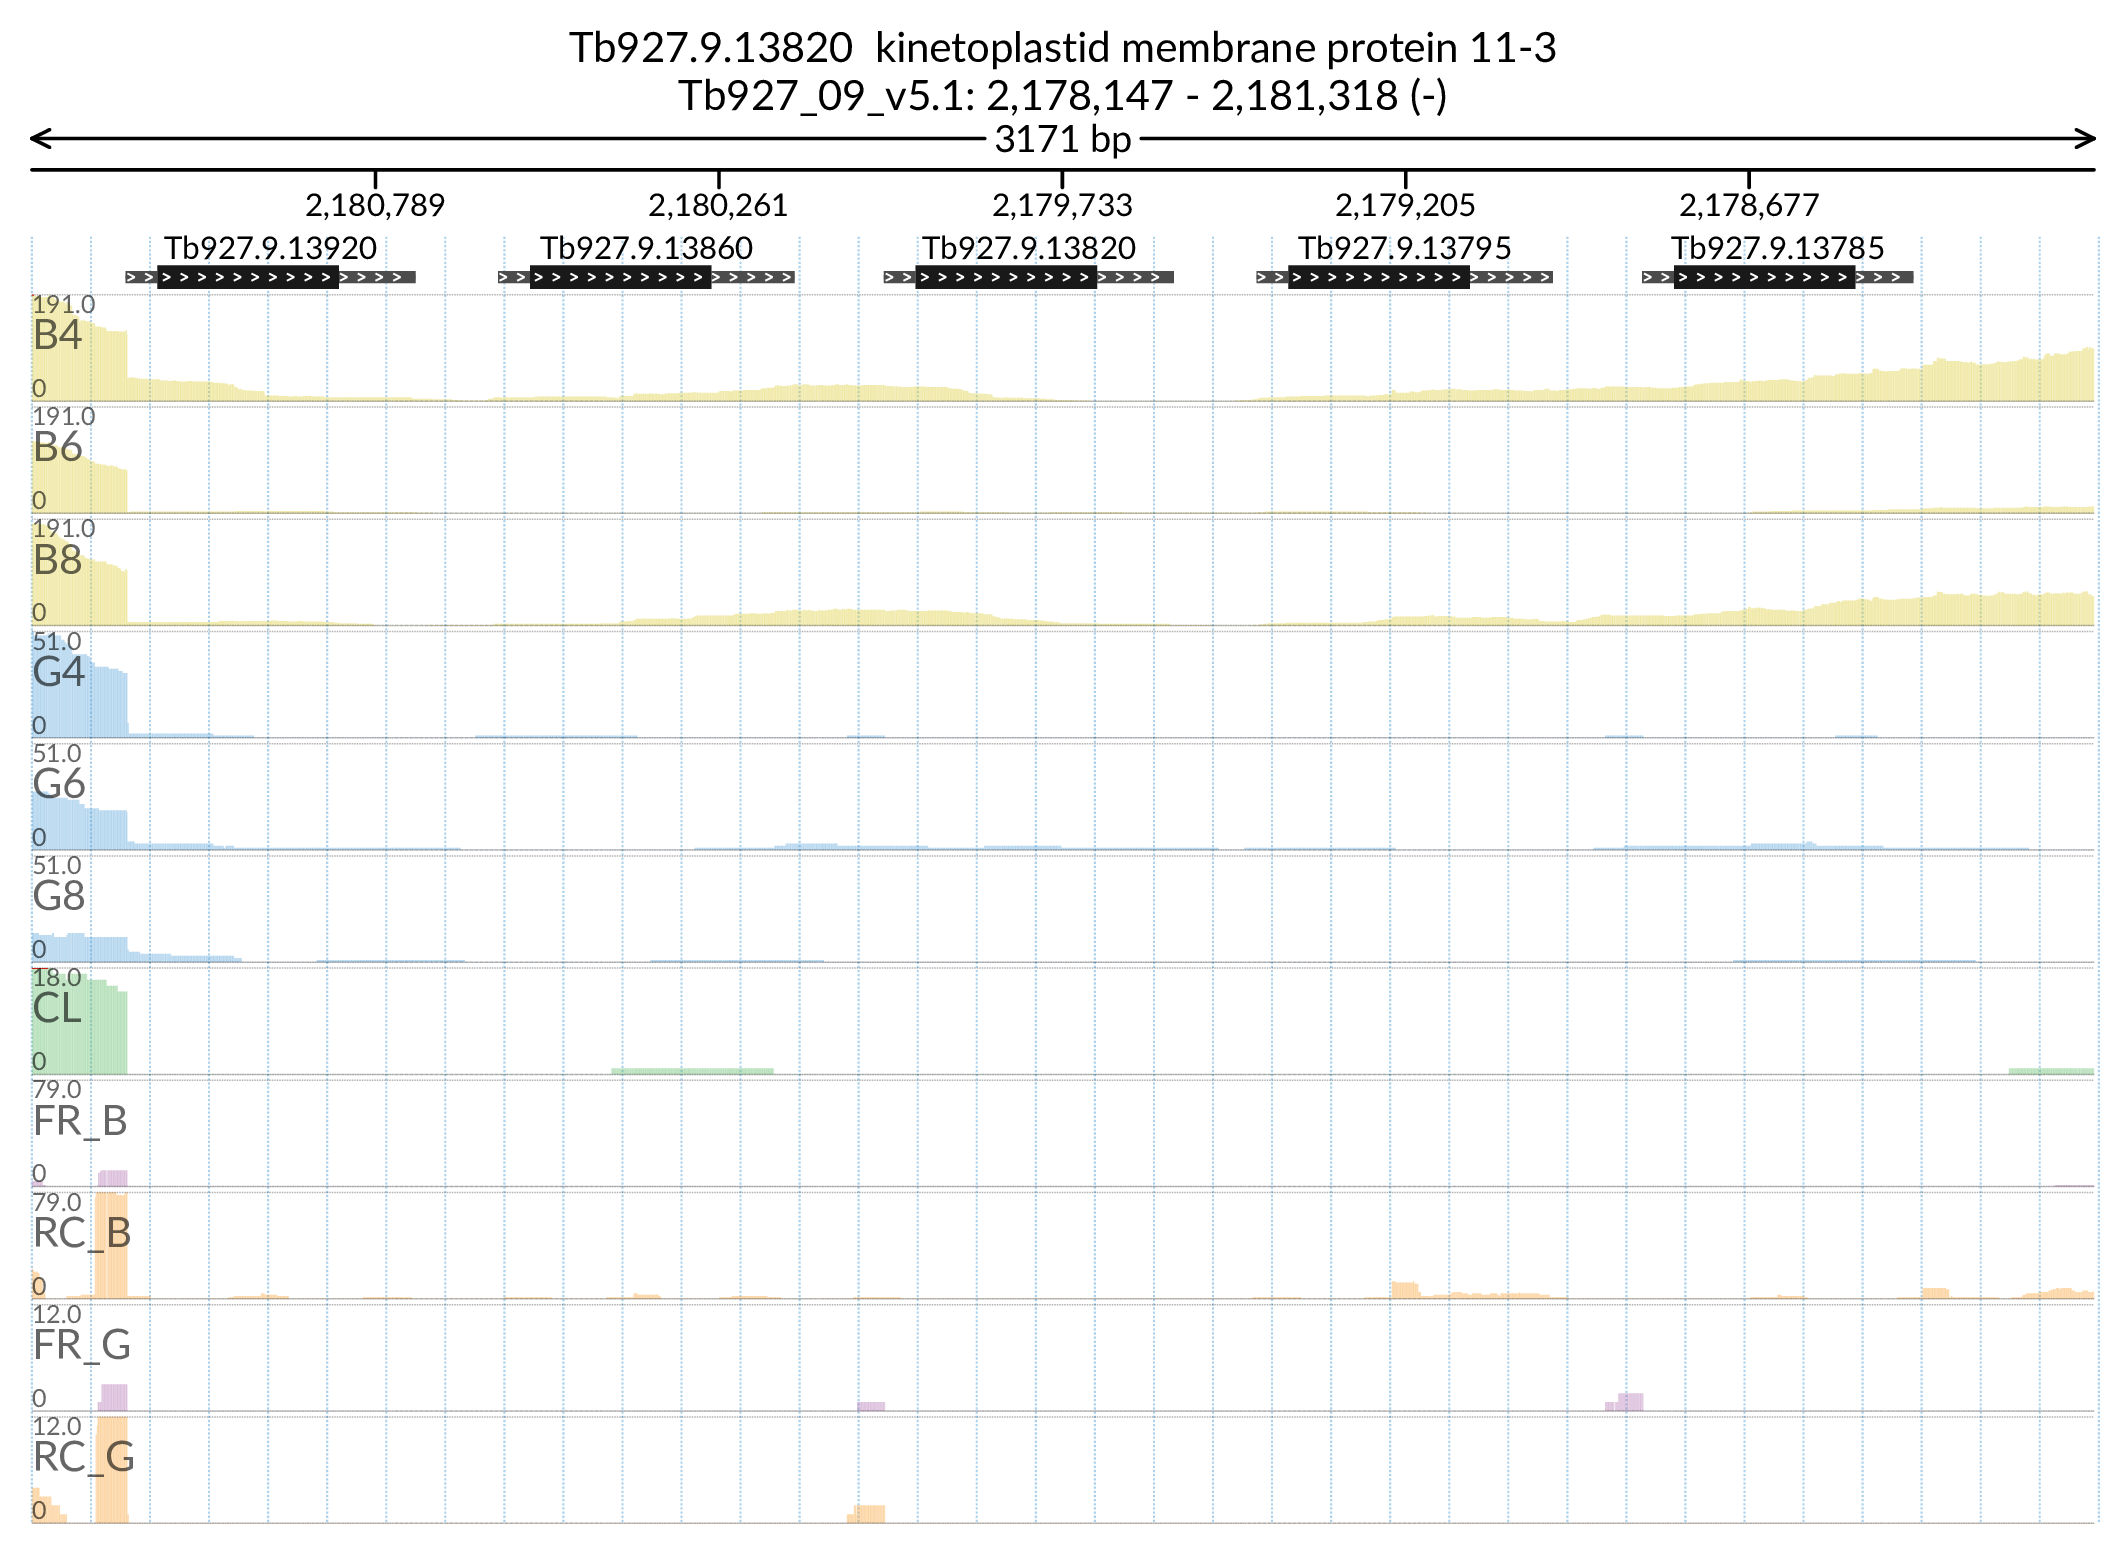 Tb927.9.13820  kinetoplastid membrane protein 11-3
Tb927_09_v5.1: 2,178,147 - 2,181,318 (-)
3171 bp
2,180,789 2,180,261 2,179,733 2,179,205 2,178,677
Tb927.9.13920 Tb927.9.13860 Tb927.9.13820 Tb927.9.13795 Tb927.9.13785
191.0
B4
0
191.0
B6
0
191.0
B8
0
51.0
G4
0
51.0
G6
0
51.0
G8
0
18.0
CL
0
79.0
FR_B
0
79.0
RC_B
0
12.0
FR_G
0
12.0
RC_G
0